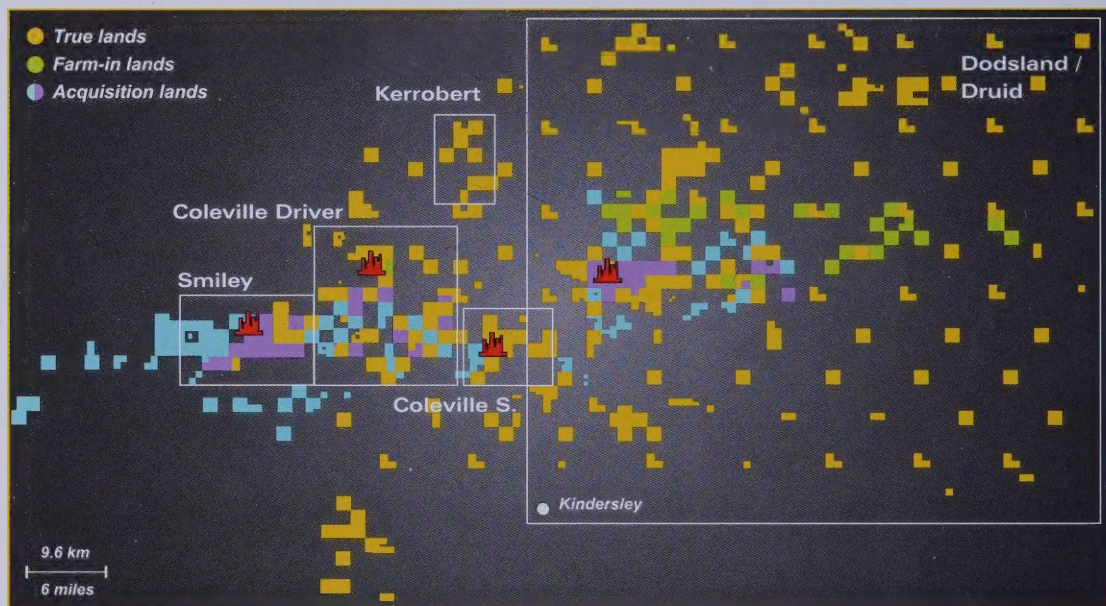 True lands
Farm-in lands
Acquisition lands
Dodsland /
Druid
Kerrobert
Coleville Driver
Smiley
Coleville S.
Kindersley
9.6 km
6 miles